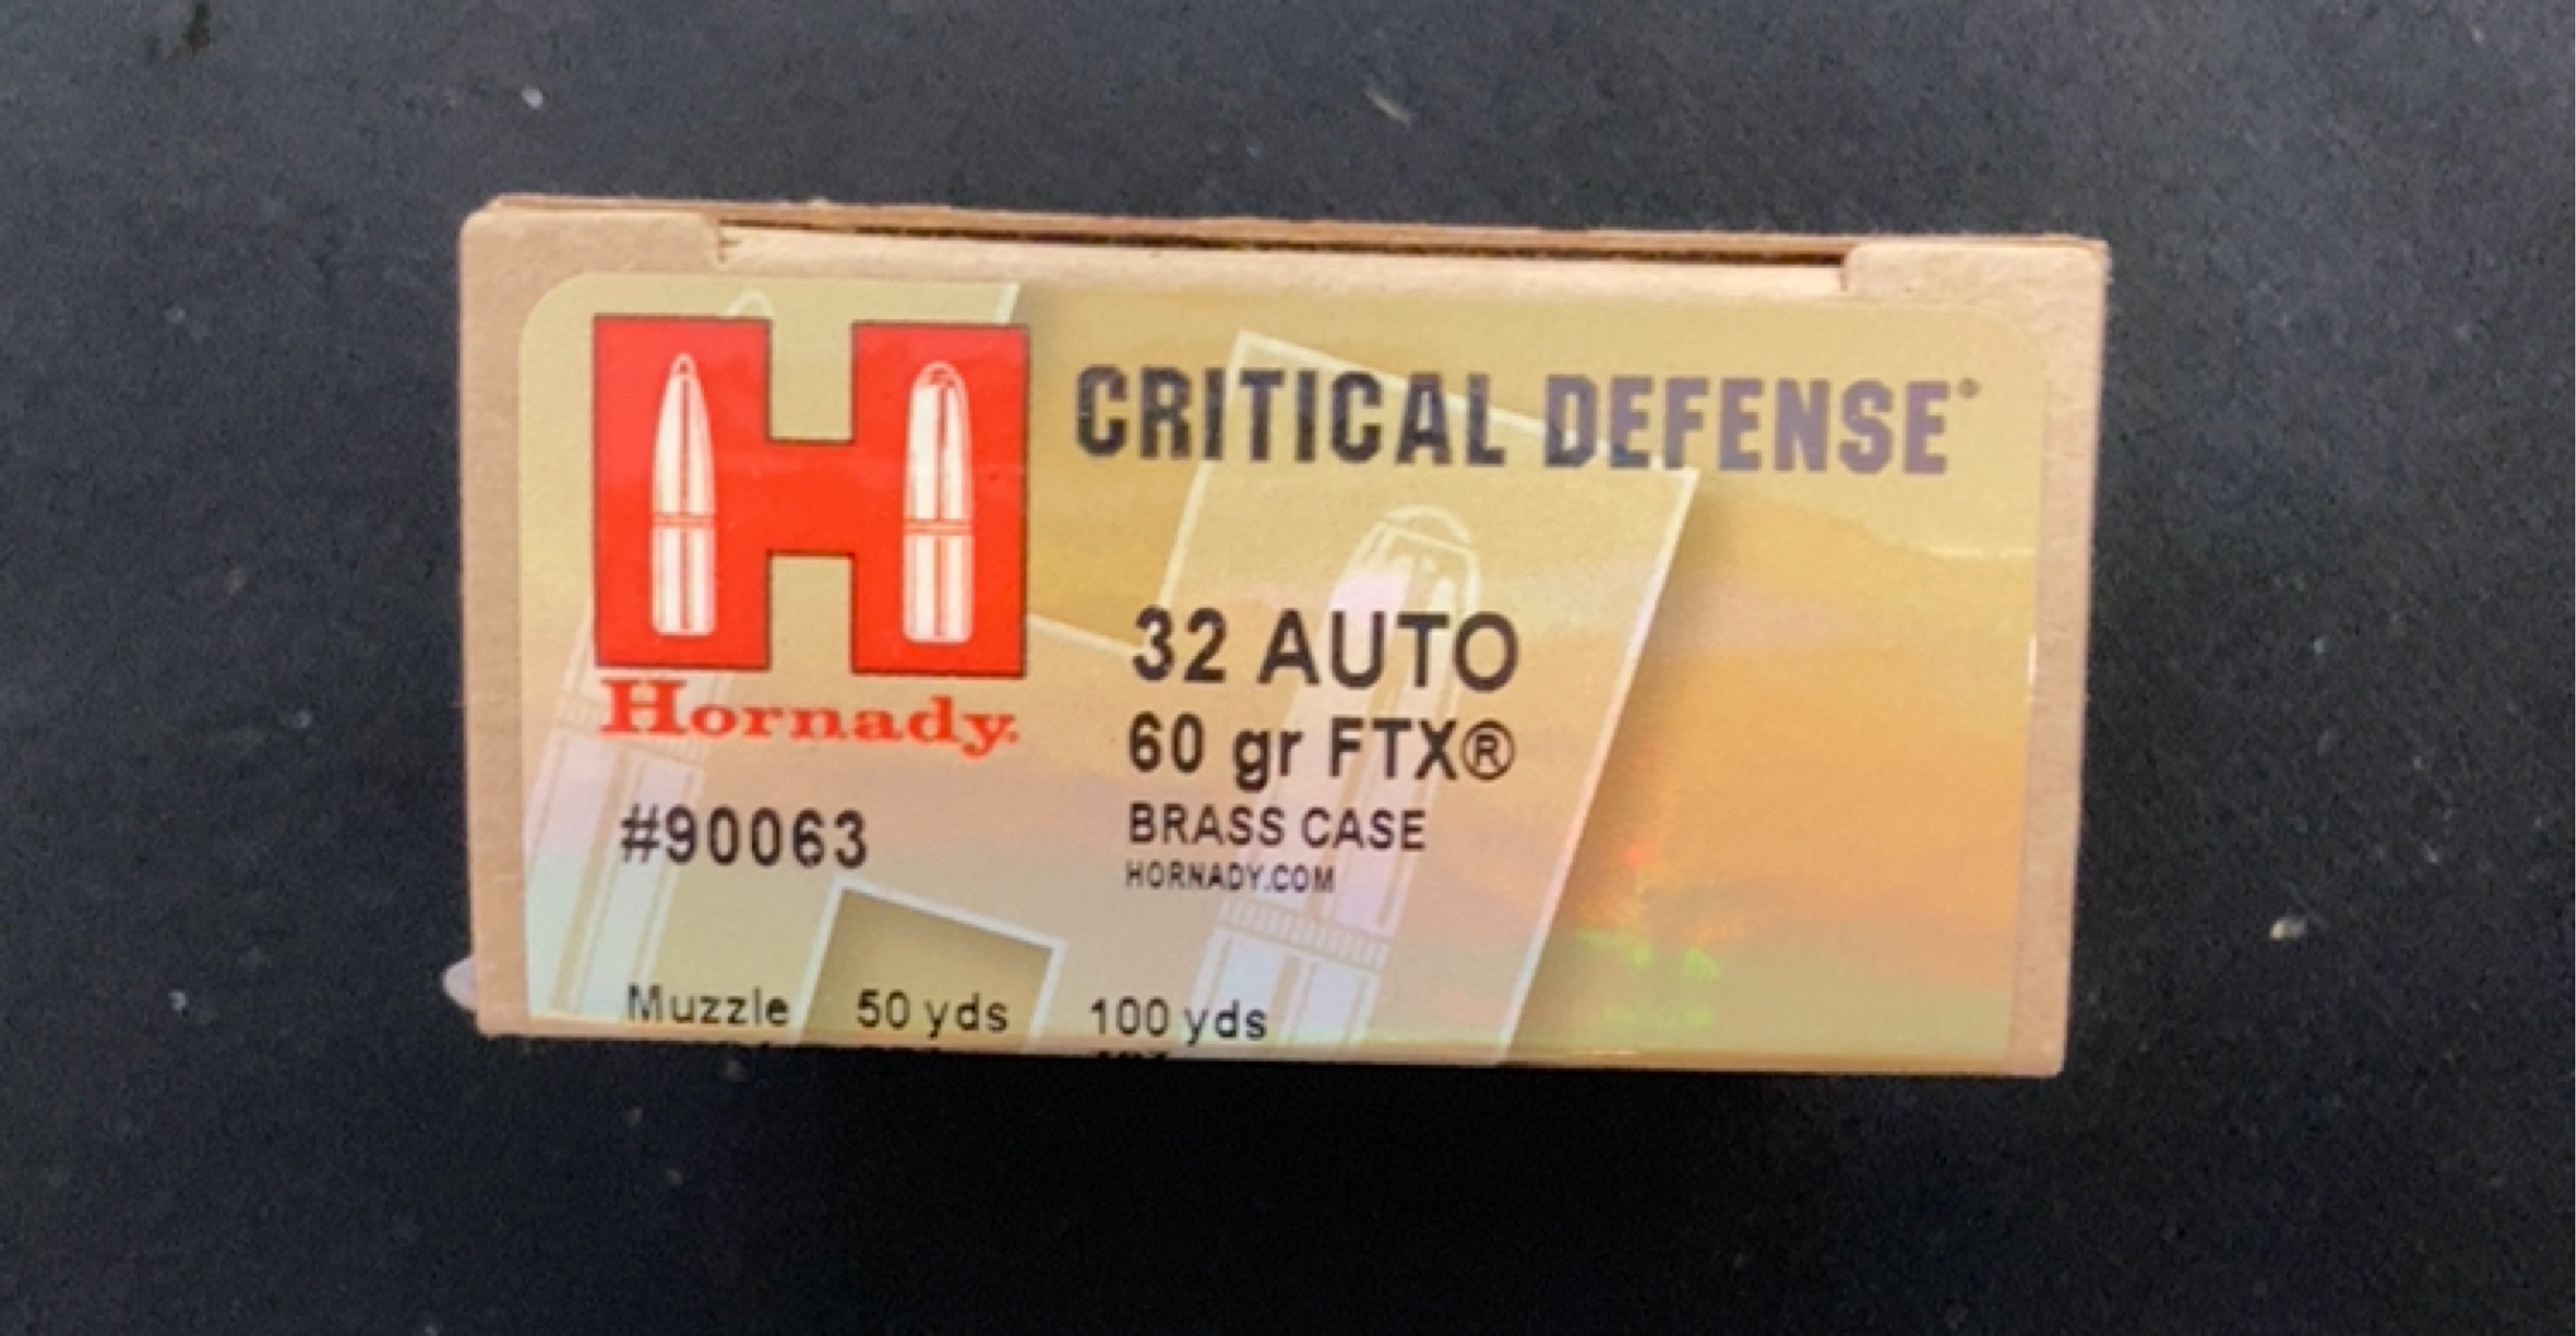 CRITICAL DEFENSE®
32 AUTO
60 gr FTX®
BRASS CASE
HORNADY.COM
Hornady.
#90063
Muzzle 50 yds 100 yds